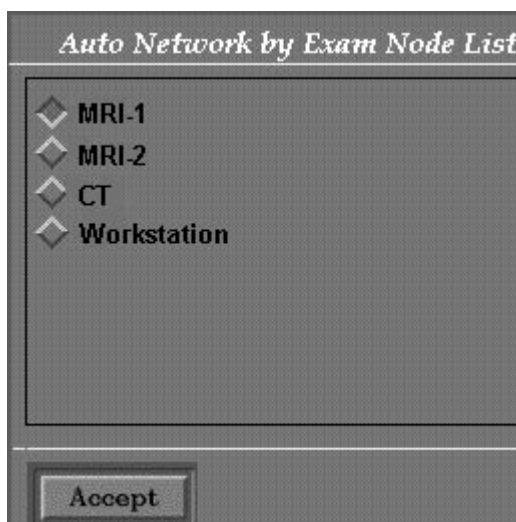 Auto Network by Exam Node List
MRI-1
MRI-2
CT
Workstation
Accept